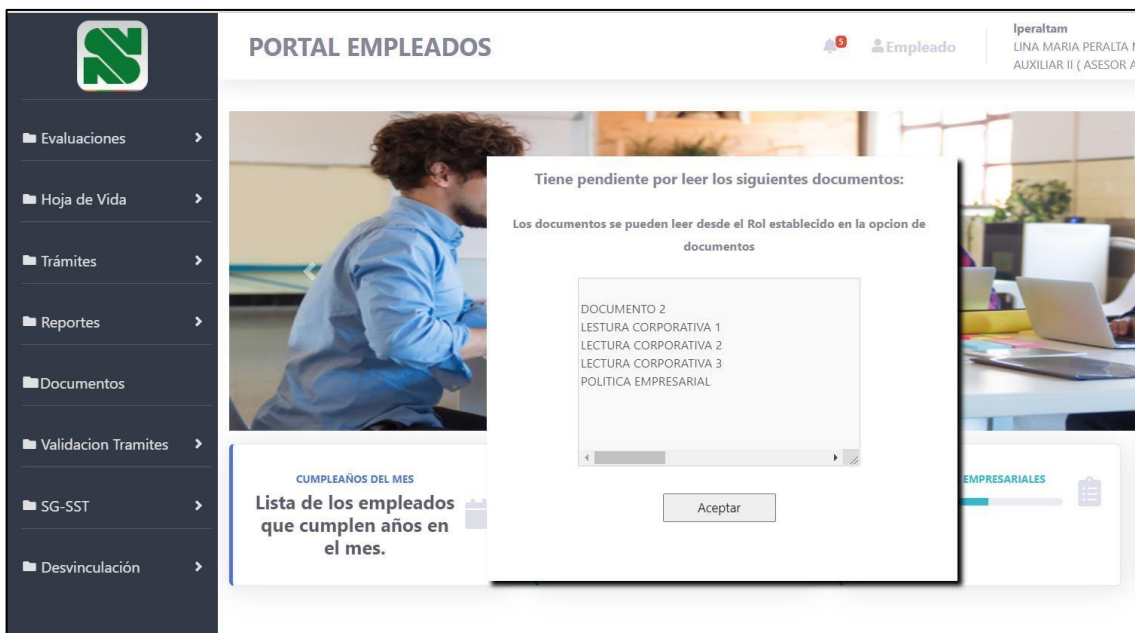 PORTAL EMPLEADOS
5
Empleado
lperaltam
LINA MARIA PERALTA
AUXILIAR II ( ASESOR A
Evaluaciones
Hoja de Vida
Trámites
Reportes
Documentos
Validacion Tramites
SG-SST
Desvinculación
Tiene pendiente por leer los siguientes documentos:
Los documentos se pueden leer desde el Rol establecido en la opcion de
documentos
DOCUMENTO 2
LESTURA CORPORATIVA 1
LECTURA CORPORATIVA 2
LECTURA CORPORATIVA 3
POLITICA EMPRESARIAL
Aceptar
CUMPLEAÑOS DEL MES
Lista de los empleados
que cumplen años en
el mes.
EMPRESARIALES